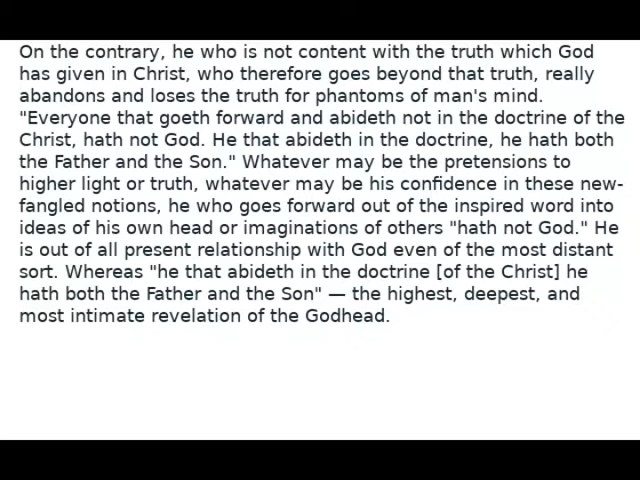 On the contrary, he who is not content with the truth which God
has given in Christ, who therefore goes beyond that truth, really
abandons and loses the truth for phantoms of man's mind.
"Everyone that goeth forward and abideth not in the doctrine of the
Christ, hath not God. He that abideth in the doctrine, he hath both
the Father and the Son." Whatever may be the pretensions to
higher light or truth, whatever may be his confidence in these new-
fangled notions, he who goes forward out of the inspired word into
ideas of his own head or imaginations of others "hath not God." He
is out of all present relationship with God even of the most distant
sort. Whereas "he that abideth in the doctrine [of the Christ] he
hath both the Father and the Son" — the highest, deepest, and
most intimate revelation of the Godhead.